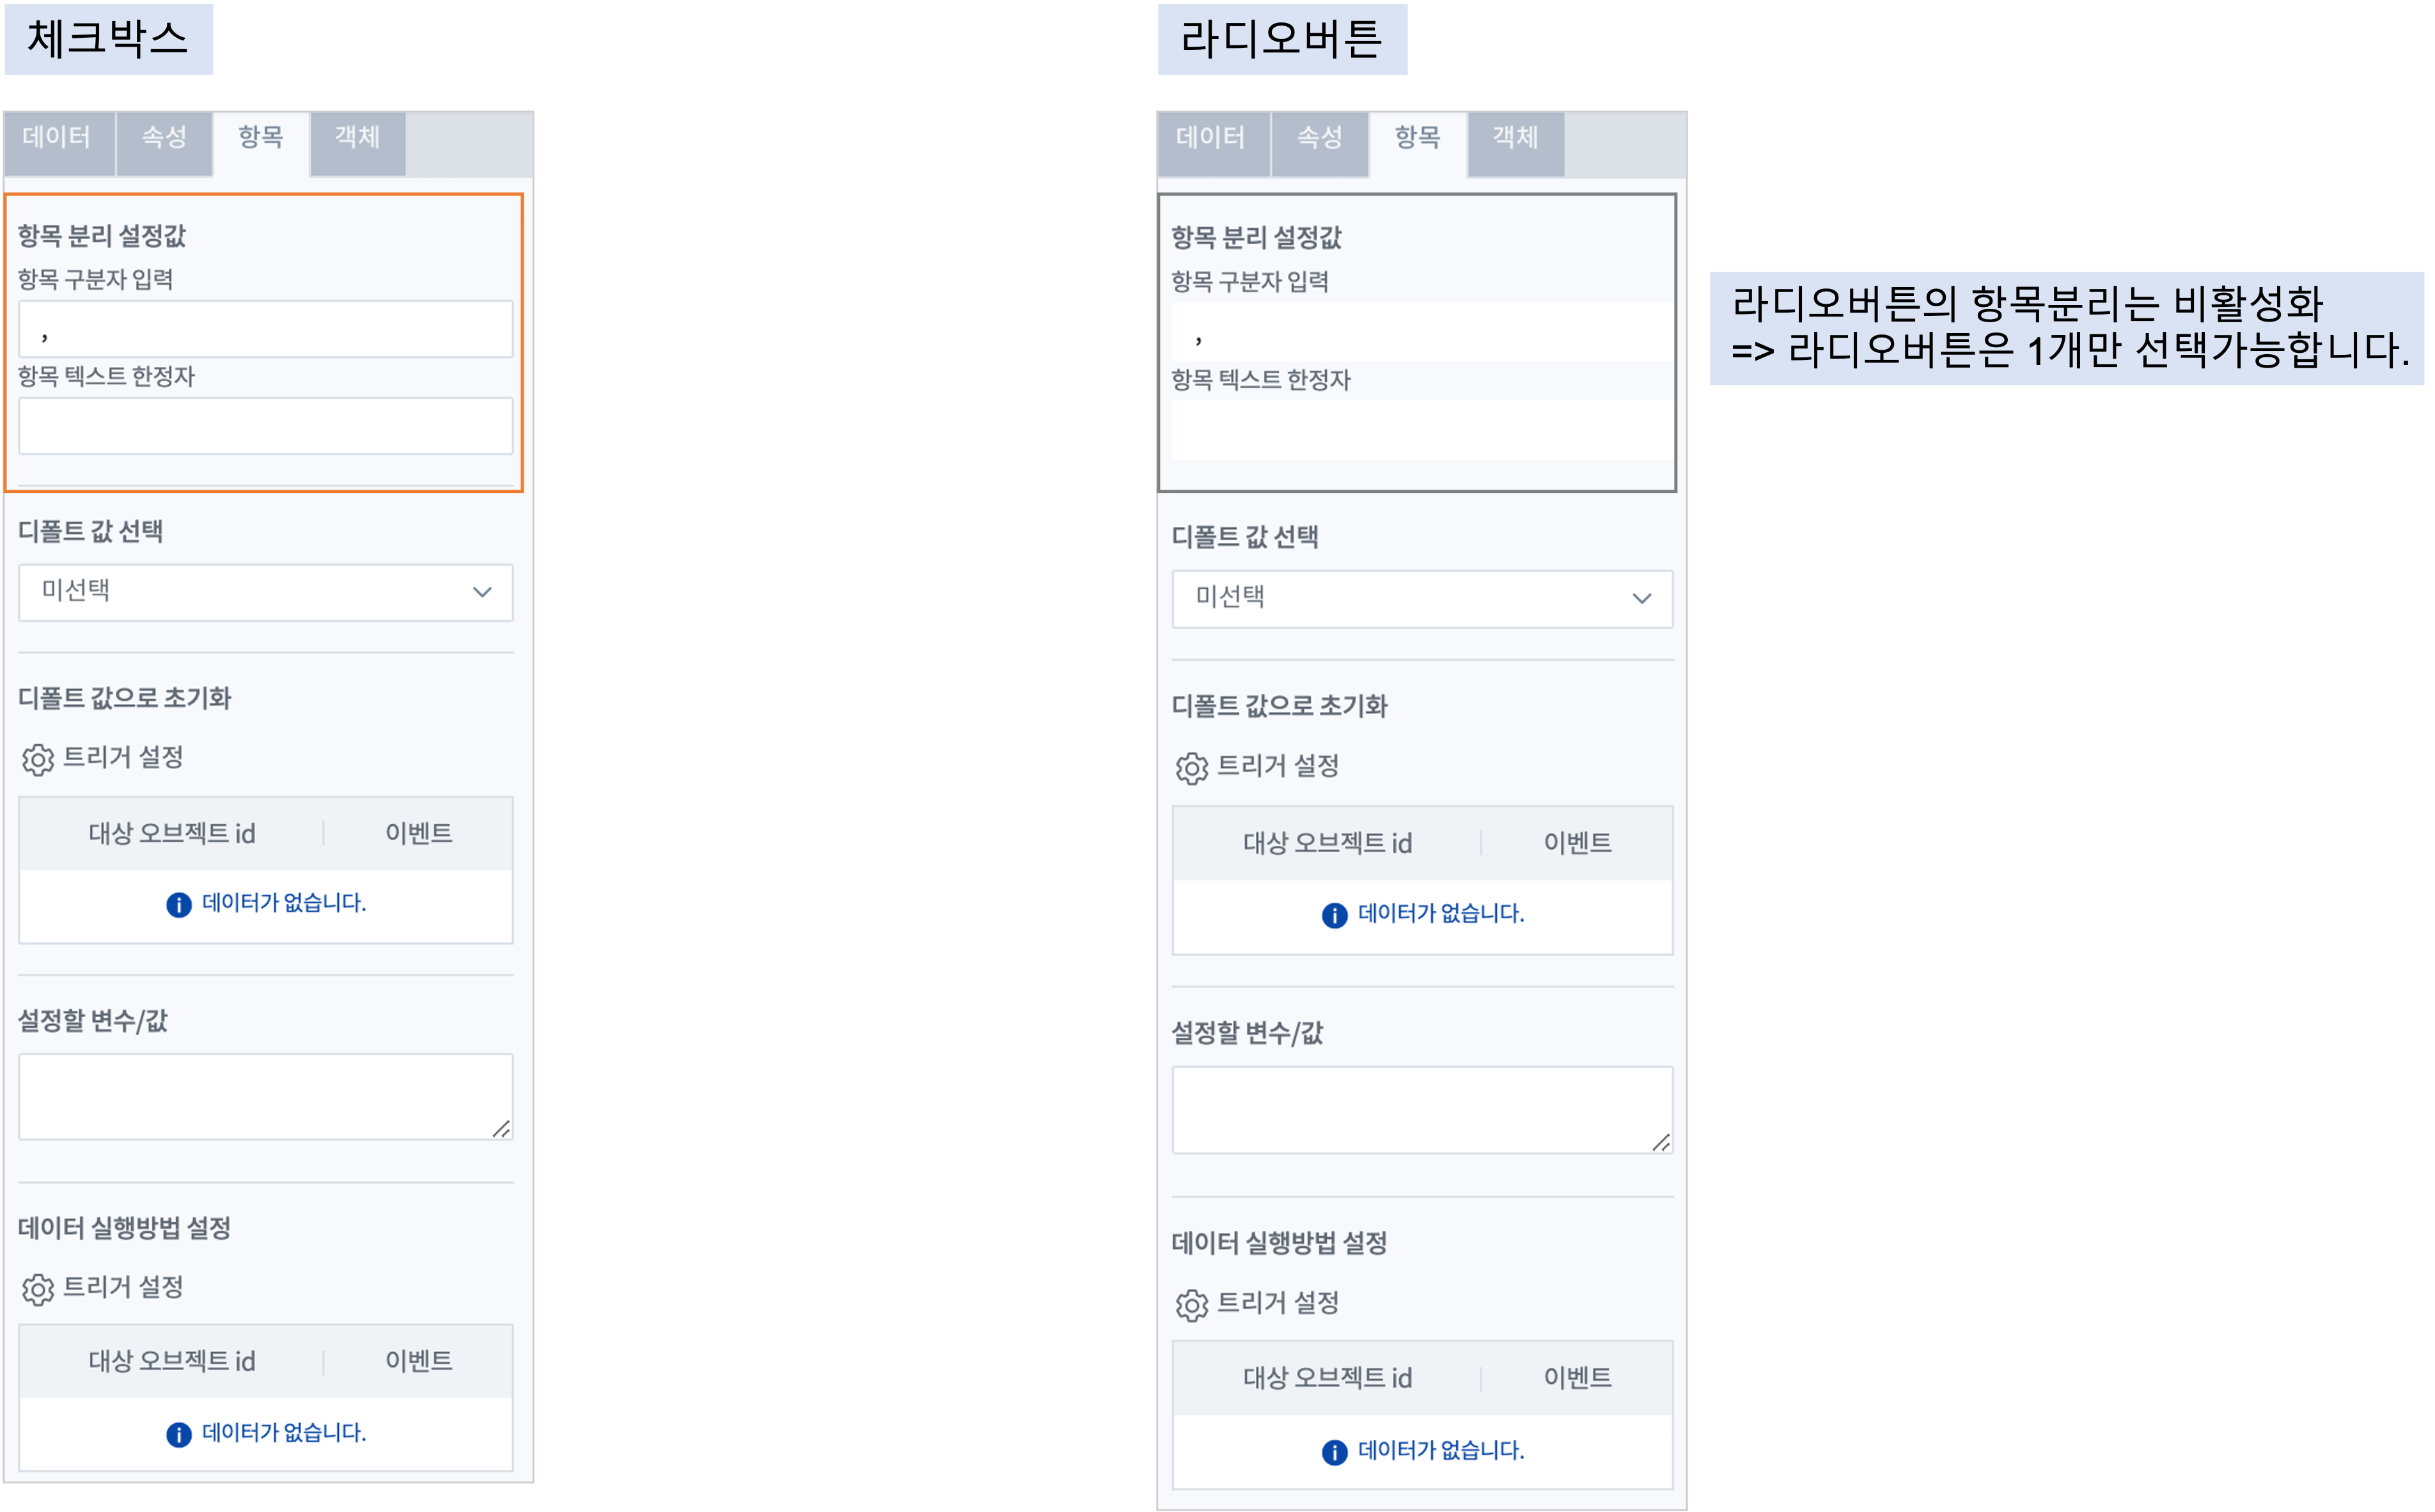 체크박스
데이터 속성 항목 객체
항목 분리 설정값
항목 구분자 입력
,
항목 텍스트 한정자
디폴트 값 선택
미선택
디폴트 값으로 초기화
트리거 설정
대상 오브젝트 id 이벤트
데이터가 없습니다.
설정할 변수/값
데이터 실행방법 설정
트리거 설정
대상 오브젝트 id 이벤트
데이터가 없습니다.
라디오버튼
데이터 속성 항목 객체
항목 분리 설정값
항목 구분자 입력
,
항목 텍스트 한정자
디폴트 값 선택
미선택
디폴트 값으로 초기화
트리거 설정
대상 오브젝트 id 이벤트
데이터가 없습니다.
설정할 변수/값
데이터 실행방법 설정
트리거 설정
대상 오브젝트 id 이벤트
데이터가 없습니다.
라디오버튼의 항목분리는 비활성화
=> 라디오버튼은 1개만 선택가능합니다.